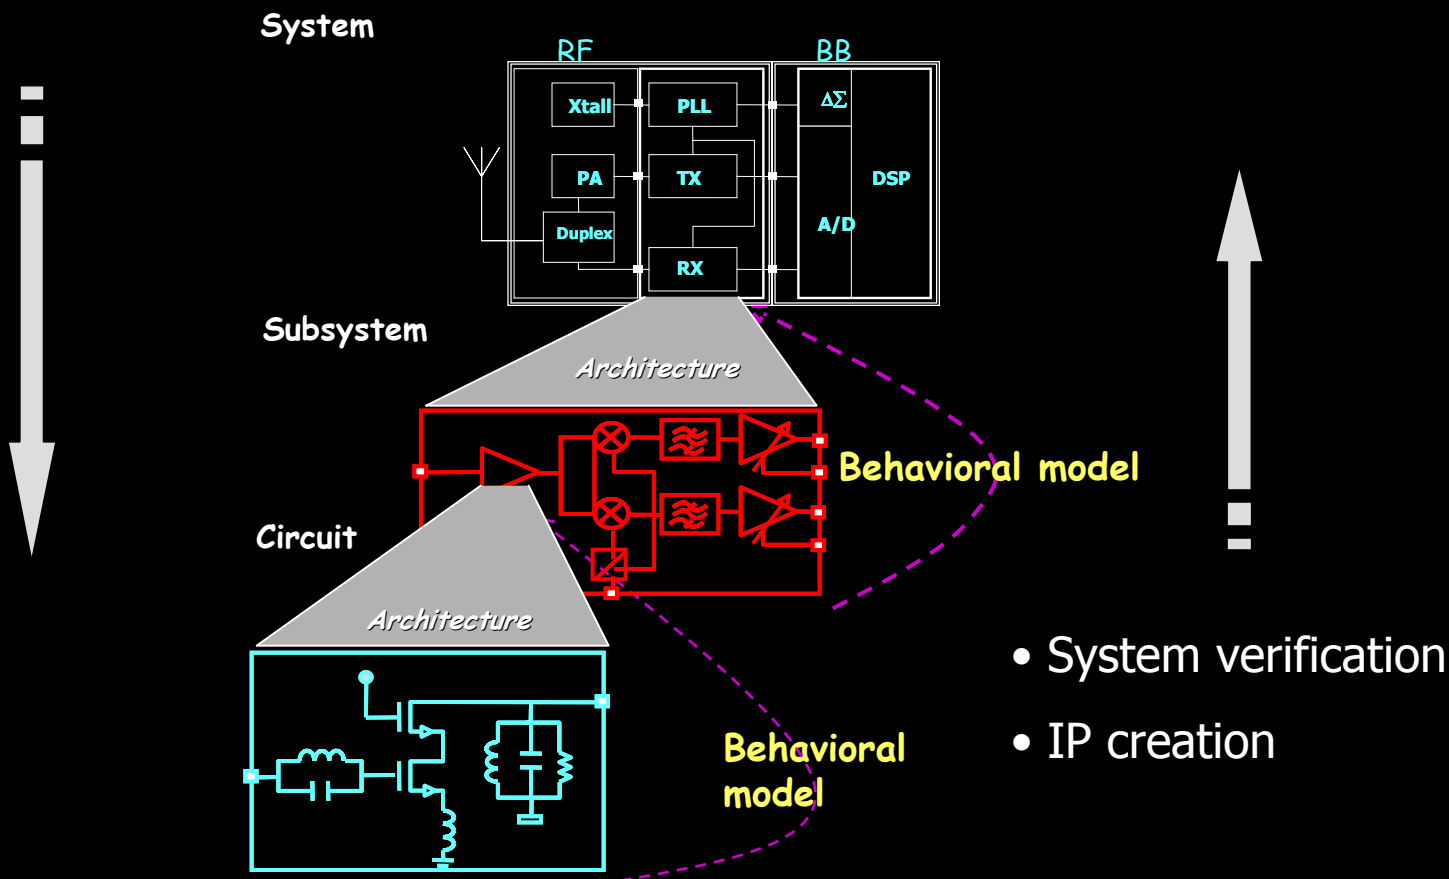 System
RF
BB
Xtall
PLL
ΔΣ
PA
TX
DSP
Duplex
A/D
RX
Subsystem
Architecture
Behavioral model
Circuit
Architecture
• System verification
• IP creation
Behavioral
model